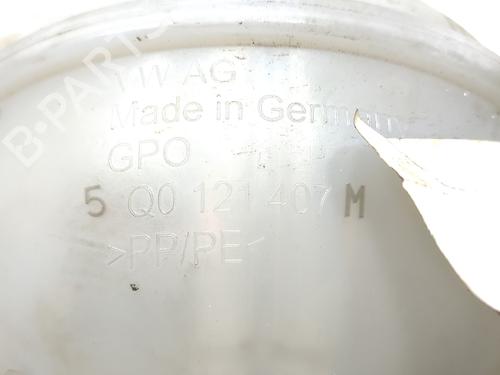 B-PARTS
VW AG
Made in Germany
GPO
5 Q0 121 407 M
>PP/PE<